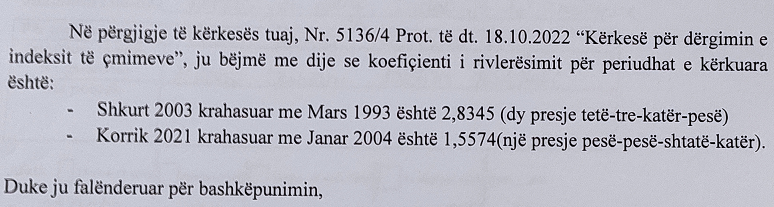 Në përgjigje të kërkesës tuaj, Nr. 5136/4 Prot. të dt. 18.10.2022 “Kërkesë për dërgimin e
indeksit të çmimeve”, ju bëjmë me dije se koefiçienti i rivlerësimit për periudhat e kërkuara
është:
- Shkurt 2003 krahasuar me Mars 1993 është 2,8345 (dy presje tetë-tre-katër-pesë)
- Korrik 2021 krahasuar me Janar 2004 është 1,5574(një presje pesë-pesë-shtatë-katër).
Duke ju falënderuar për bashkëpunimin,